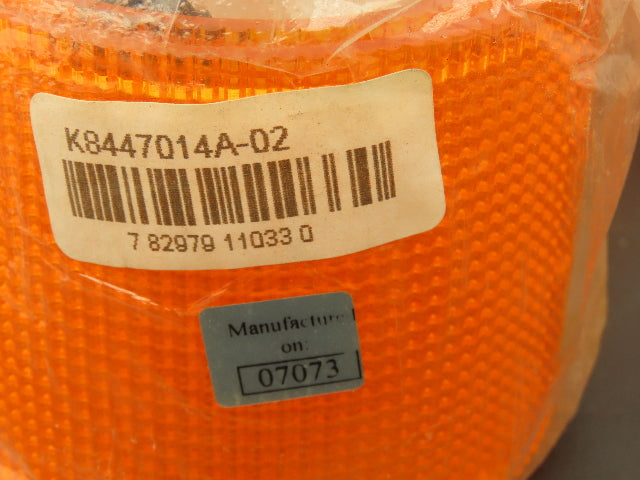 K8447014A-02
7 82979 11033 0
Manufacture
on:
07073